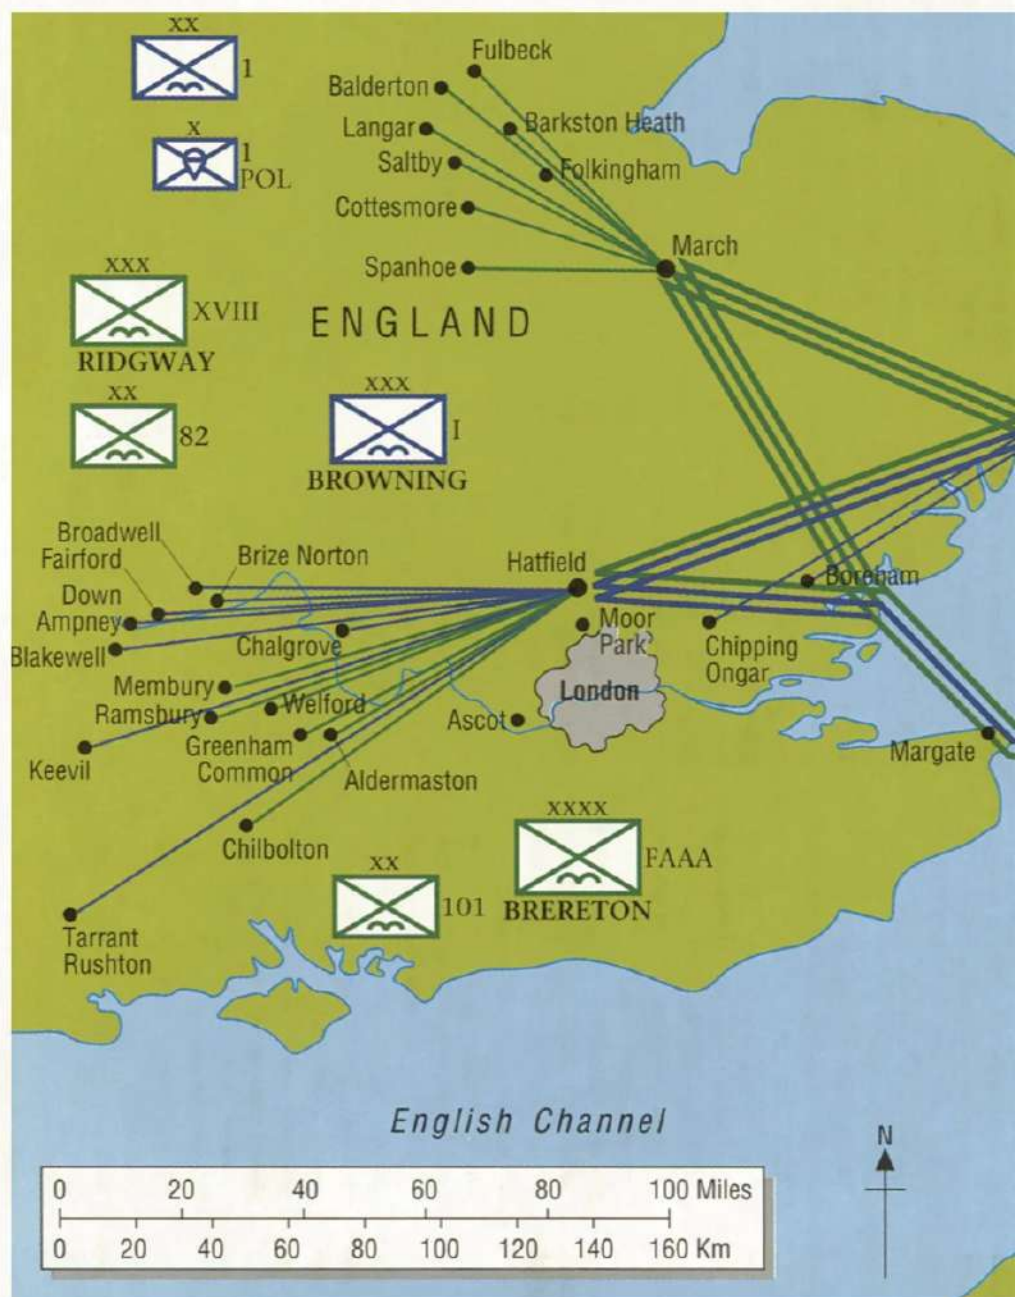 XX
1
X
1
POL
XXX
XVIII
RIDGWAY
XX
82
XXX
I
BROWNING
Fulbeck
Balderton
Langar
Barkston Heath
Saltby
Folkingham
Cottesmore
March
Spanhoe
ENGLAND
Broadwell
Fairford
Brize Norton
Hatfield
Boreham
Down
Ampney
Moor
Park
Chipping
Ongar
Blakewell
Chalgrove
Membury
London
Ramsbury
Welford
Ascot
Keevil
Greenham
Common
Aldermaston
Margate
Chilbolton
XX
101
XXXX
FAAA
BRERETON
Tarrant
Rushton
English Channel
N
0 20 40 60 80 100 Miles
0 20 40 60 80 100 120 140 160 Km